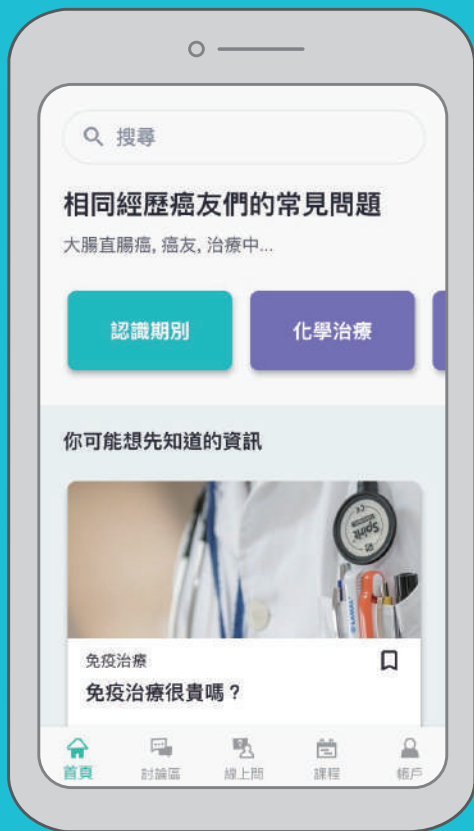 搜尋
相同經歷癌友們的常見問題
大腸直腸癌, 癌友, 治療中...
認識期別
化學治療
你可能想先知道的資訊
Spirit
免疫治療
免疫治療很貴嗎？
首頁
討論區
線上問
課程
帳戶